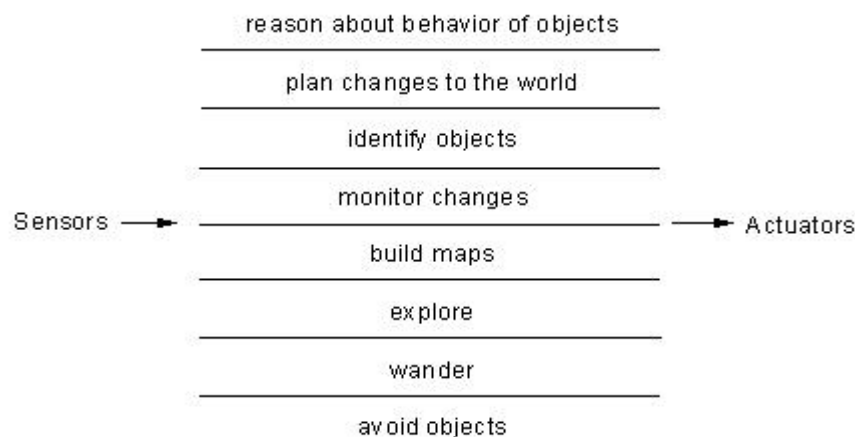 reason about behavior of objects
plan changes to the world
identify objects
monitor changes
Sensors
Actuators
build maps
explore
wander
avoid objects